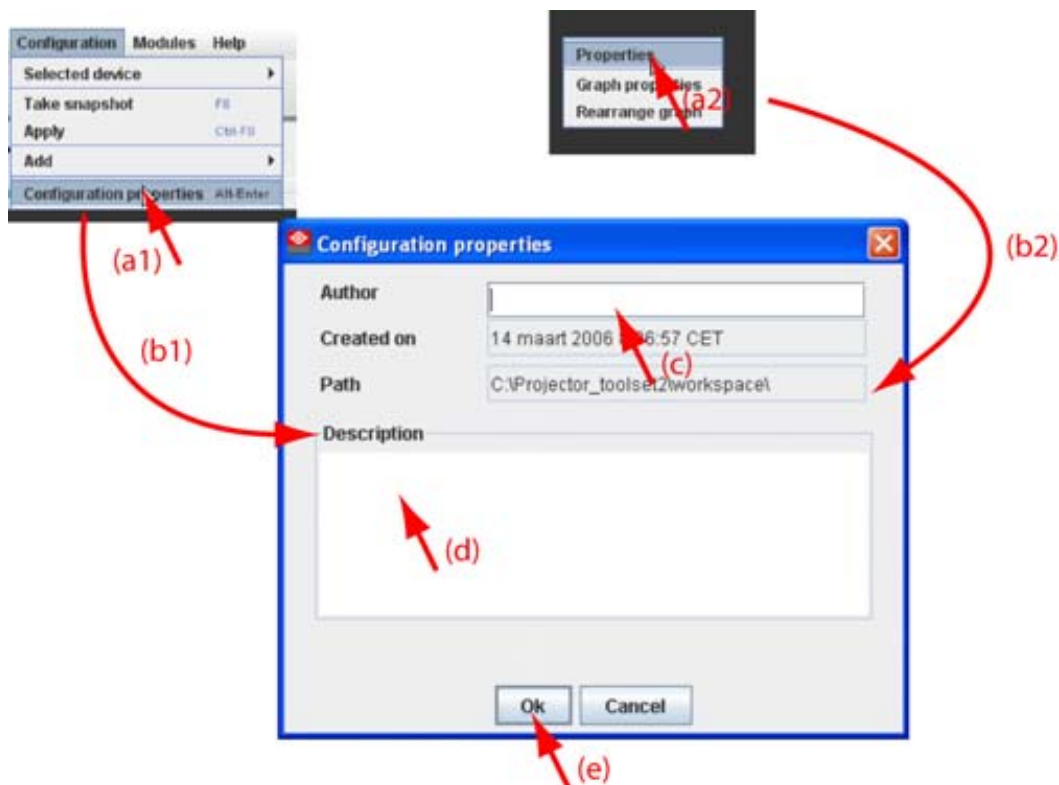 Configuration Modules Help
Selected device
Take snapshot F8
Apply Ctrl-F8
Add
Configuration properties Alt-Enter
(a1)
(b1)
Properties
Graph properties
(a2)
Rearrange graph
(b2)
Configuration properties
Author
Created on 14 maart 2006 :57 CET
(c)
Path C:\Projector_toolset2\workspace\
Description
(d)
Ok Cancel
(e)